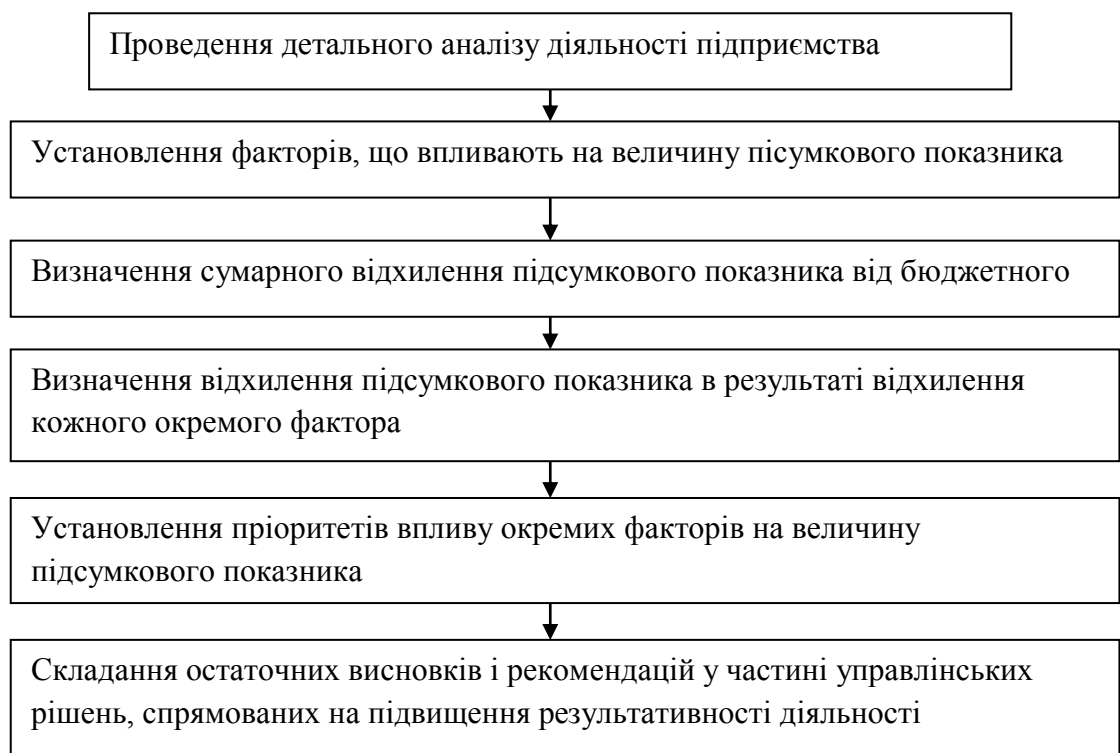 Проведення детального аналізу діяльності підприємства
Установлення факторів, що впливають на величину пісумкового показника
Визначення сумарного відхилення підсумкового показника від бюджетного
Визначення відхилення підсумкового показника в результаті відхилення
кожного окремого фактора
Установлення пріоритетів впливу окремих факторів на величину
підсумкового показника
Складання остаточних висновків і рекомендацій у частині управлінських
рішень, спрямованих на підвищення результативності діяльності